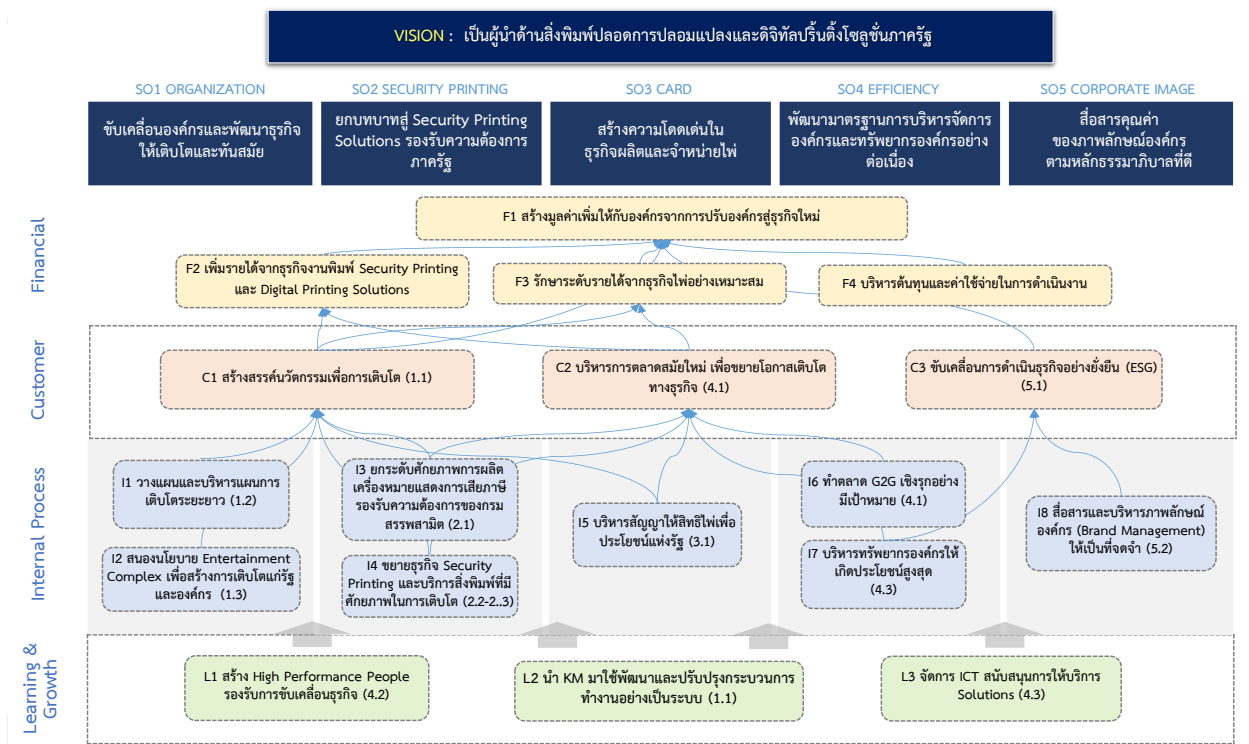 VISION : เป็นผู้นำด้านสิ่งพิมพ์ปลอดการปลอมแปลงและดิจิทัลปริ้นติ้งโซลูชั่นภาครัฐ
SO1 ORGANIZATION
ขับเคลื่อนองค์กรและพัฒนาธุรกิจ
ให้เติบโตและทันสมัย
SO2 SECURITY PRINTING
ยกบทบาทสู่ Security Printing
Solutions รองรับความต้องการ
ภาครัฐ
SO3 CARD
สร้างความโดดเด่นใน
ธุรกิจผลิตและจำหน่ายไพ่
SO4 EFFICIENCY
พัฒนามาตรฐานการบริหารจัดการ
องค์กรและทรัพยากรองค์กรอย่าง
ต่อเนื่อง
SO5 CORPORATE IMAGE
สื่อสารคุณค่า
ของภาพลักษณ์องค์กร
ตามหลักธรรมาภิบาลที่ดี
Financial
F1 สร้างมูลค่าเพิ่มให้กับองค์กรจากการปรับองค์กรสู่ธุรกิจใหม่
F2 เพิ่มรายได้จากธุรกิจงานพิมพ์ Security Printing
และ Digital Printing Solutions
F3 รักษาระดับรายได้จากธุรกิจไพ่อย่างเหมาะสม
F4 บริหารต้นทุนและค่าใช้จ่ายในการดำเนินงาน
Customer
C1 สร้างสรรค์นวัตกรรมเพื่อการเติบโต (1.1)
C2 บริหารการตลาดสมัยใหม่ เพื่อขยายโอกาสเติบโต
ทางธุรกิจ (4.1)
C3 ขับเคลื่อนการดำเนินธุรกิจอย่างยั่งยืน (ESG)
(5.1)
Internal Process
I1 วางแผนและบริหารแผนการ
เติบโตระยะยาว (1.2)
I2 สนองนโยบาย Entertainment
Complex เพื่อสร้างการเติบโตแก่รัฐ
และองค์กร (1.3)
I3 ยกระดับศักยภาพการผลิต
เครื่องหมายแสดงการเสียภาษี
รองรับความต้องการของกรม
สรรพสามิต (2.1)
I4 ขยายธุรกิจ Security
Printing และบริการสิ่งพิมพ์ที่มี
ศักยภาพในการเติบโต (2.2-2..3)
I5 บริหารสัญญาให้สิทธิไพ่เพื่อ
ประโยชน์แห่งรัฐ (3.1)
I6 ทำตลาด G2G เชิงรุกอย่าง
มีเป้าหมาย (4.1)
I7 บริหารทรัพยากรองค์กรให้
เกิดประโยชน์สูงสุด
(4.3)
I8 สื่อสารและบริหารภาพลักษณ์
องค์กร (Brand Management)
ให้เป็นที่จดจำ (5.2)
Learning &
Growth
L1 สร้าง High Performance People
รองรับการขับเคลื่อนธุรกิจ (4.2)
L2 นำ KM มาใช้พัฒนาและปรับปรุงกระบวนการ
ทำงานอย่างเป็นระบบ (1.1)
L3 จัดการ ICT สนับสนุนการให้บริการ
Solutions (4.3)